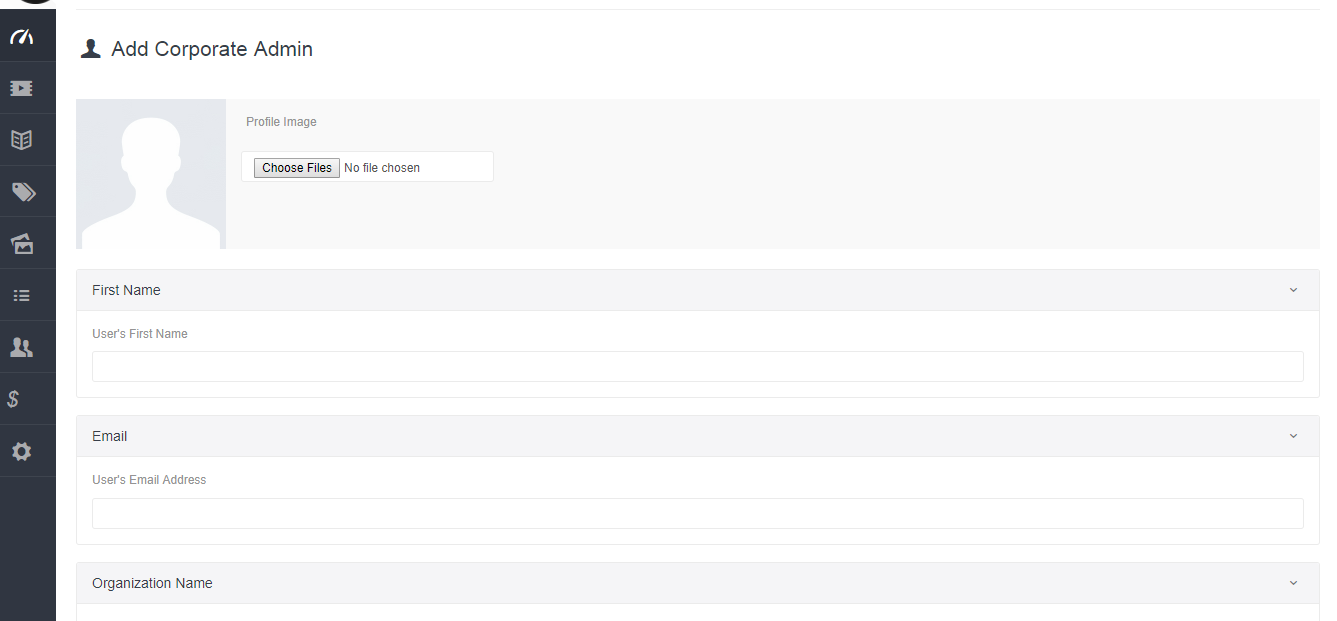 Add Corporate Admin
Profile Image
Choose Files No file chosen
First Name
User's First Name
Email
User's Email Address
Organization Name
$